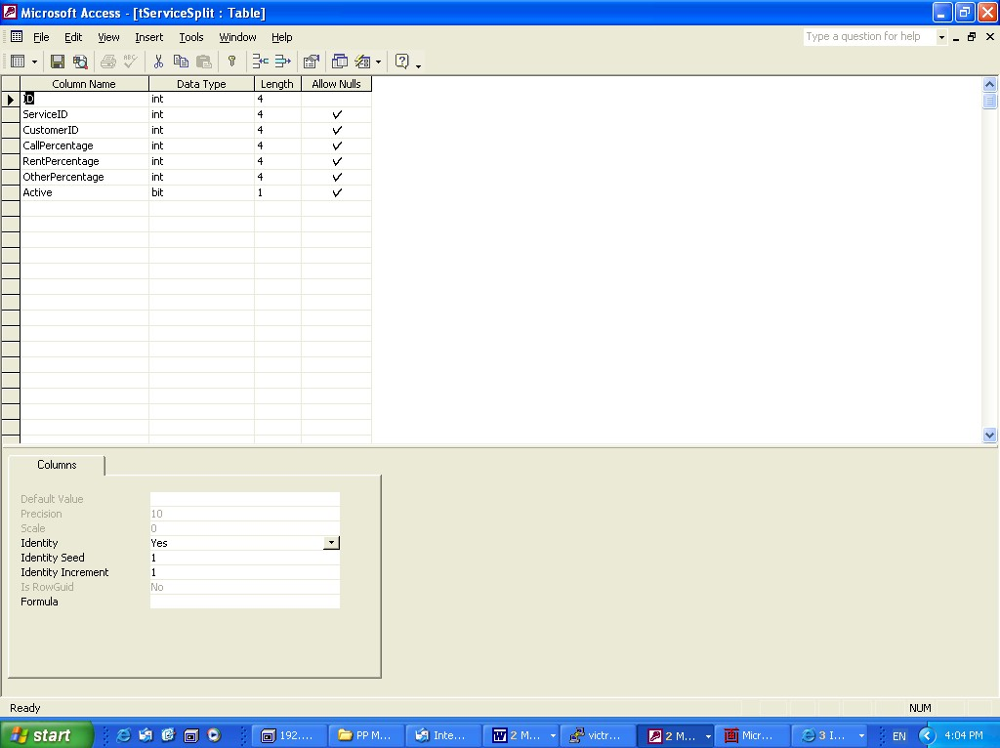 Microsoft Access - [tServiceSplit : Table]
File Edit View Insert Tools Window Help
Type a question for help
Column Name Data Type Length Allow Nulls
ID int 4
ServiceID int 4
CustomerID int 4
CallPercentage int 4
RentPercentage int 4
OtherPercentage int 4
Active bit 1
Columns
Default Value
Precision 10
Scale 0
Identity Yes
Identity Seed 1
Identity Increment 1
Is RowGuid No
Formula
Ready NUM
start 192.... PP M... Inte... 2 M... victr... 2 M... Micr... 3 I... EN 4:04 PM